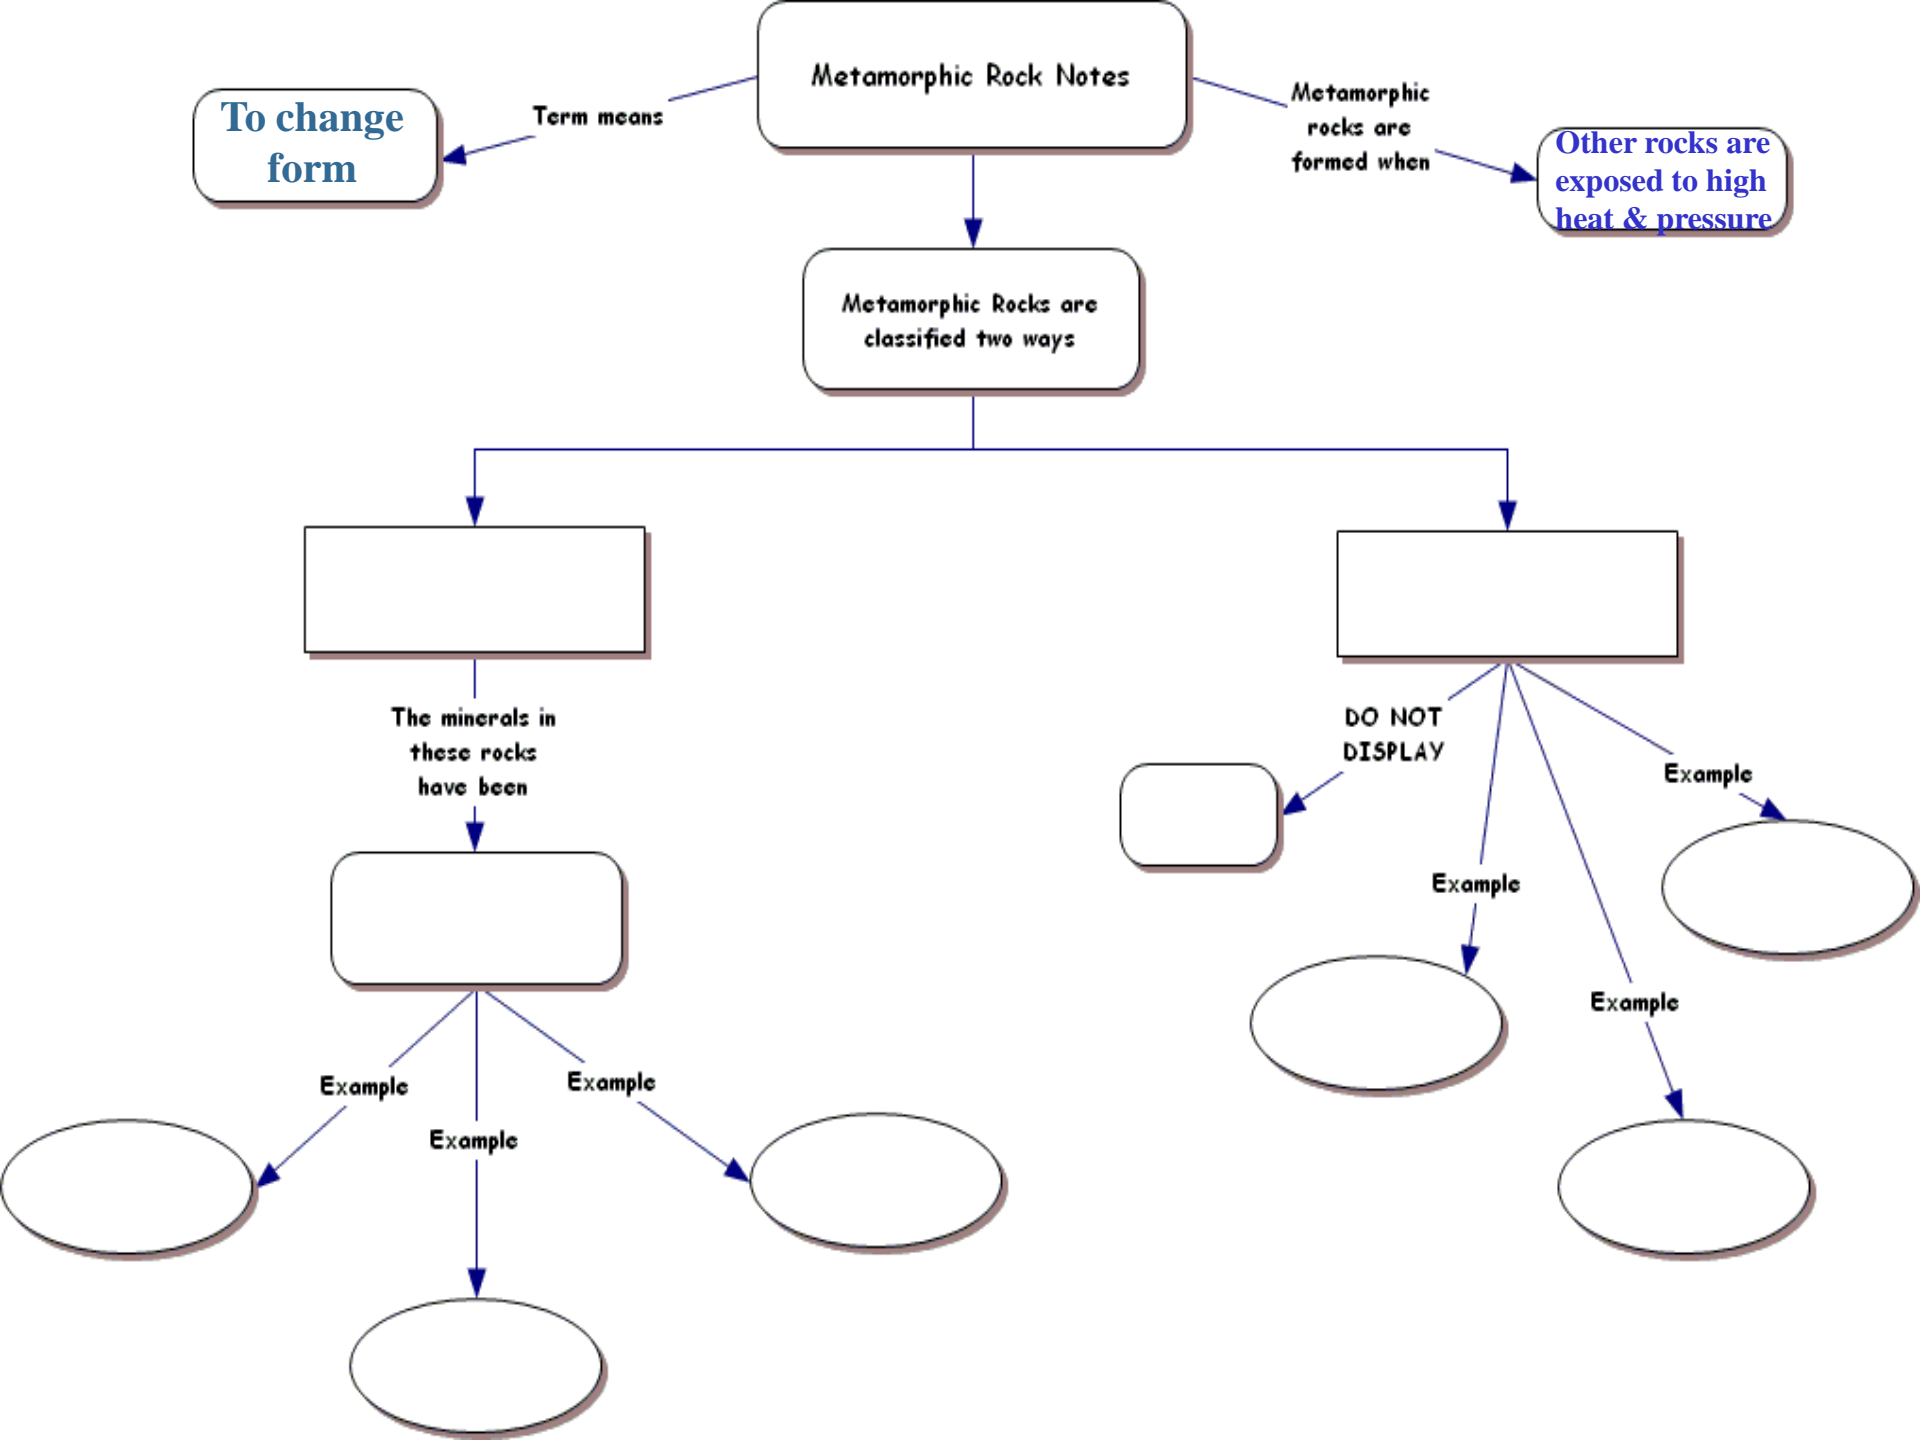 Metamorphic Rock Notes
Term means
To change
form
Metamorphic
rocks are
formed when
Other rocks are
exposed to high
heat & pressure
Metamorphic Rocks are
classified two ways
The minerals in
these rocks
have been
DO NOT
DISPLAY
Example
Example
Example
Example
Example
Example